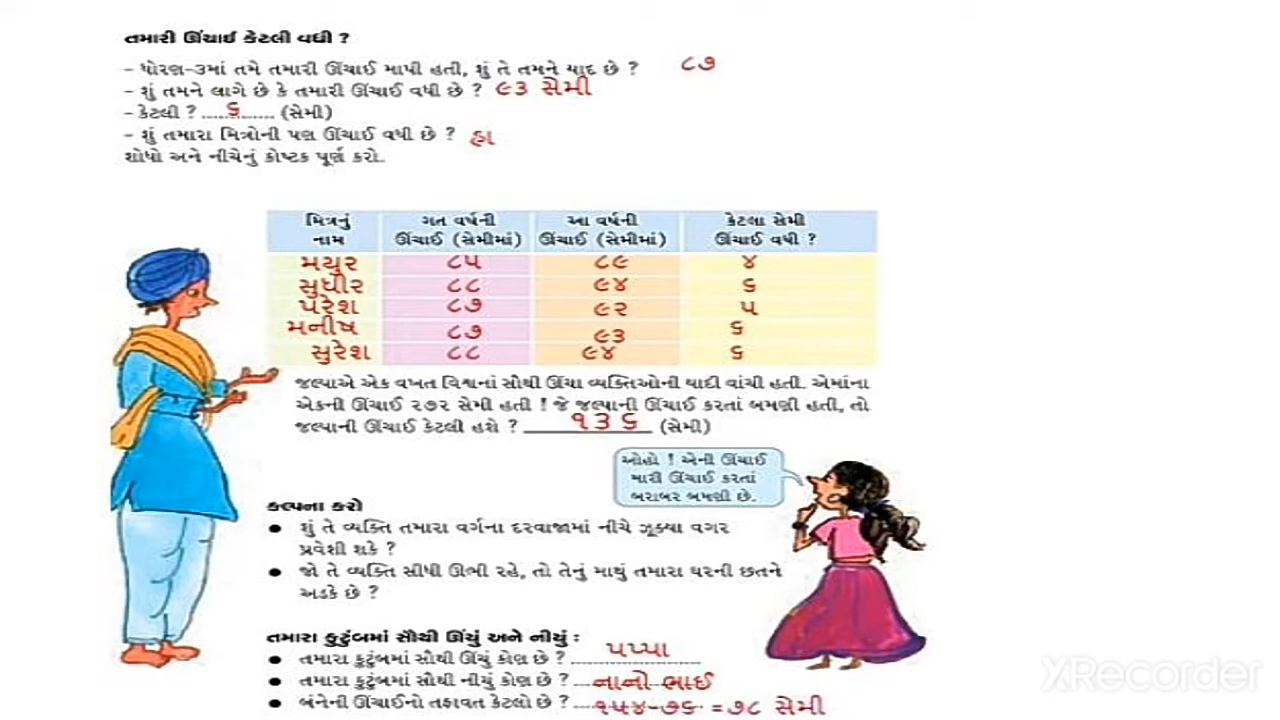 તમારી ઊંચાઈ કેટલી વધી ?
– ધોરણ-૩માં તમે તમારી ઊંચાઈ માપી હતી, શું તે તમને યાદ છે ? ૮૭
– શું તમને લાગે છે કે તમારી ઊંચાઈ વધી છે ? ૯૩ સેમી
– કેટલી ? ૬ (સેમી)
– શું તમારા મિત્રોની પણ ઊંચાઈ વધી છે ? હા
શોધો અને નીચેનું કોષ્ટક પૂર્ણ કરો.
મિત્રનું નામ ગત વર્ષની ઊંચાઈ (સેમીમાં) આ વર્ષની ઊંચાઈ (સેમીમાં) કેટલા સેમી ઊંચાઈ વધી ?
મયુર ૮૫ ૮૯ ૪
સુધીર ૮૮ ૯૪ ૬
પરેશ ૮૭ ૯૨ ૫
મનીષ ૮૭ ૯૩ ૬
સુરેશ ૮૮ ૯૪ ૬
જલ્પાએ એક વખત વિશ્વનાં સૌથી ઊંચા વ્યક્તિઓની યાદી વાંચી હતી. એમાંના
એકની ઊંચાઈ ૨૭૨ સેમી હતી ! જે જલ્પાની ઊંચાઈ કરતાં બમણી હતી, તો
જલ્પાની ઊંચાઈ કેટલી હશે ? ૧૩૬ (સેમી)
ઓહો ! એની ઊંચાઈ
મારી ઊંચાઈ કરતાં
બરાબર બમણી છે.
કલ્પના કરો
● શું તે વ્યક્તિ તમારા વર્ગના દરવાજામાં નીચે ઝૂક્યા વગર
પ્રવેશી શકે ?
● જો તે વ્યક્તિ સીધી ઊભી રહે, તો તેનું માથું તમારા ઘરની છતને
અડકે છે ?
તમારા કુટુંબમાં સૌથી ઊંચું અને નીચું :
● તમારા કુટુંબમાં સૌથી ઊંચું કોણ છે ? પપ્પા
● તમારા કુટુંબમાં સૌથી નીચું કોણ છે ? નાનો ભાઈ
● બંનેની ઊંચાઈનો તફાવત કેટલો છે ? ૧૫૪-૭૬ = ૭૮ સેમી
XRecorder